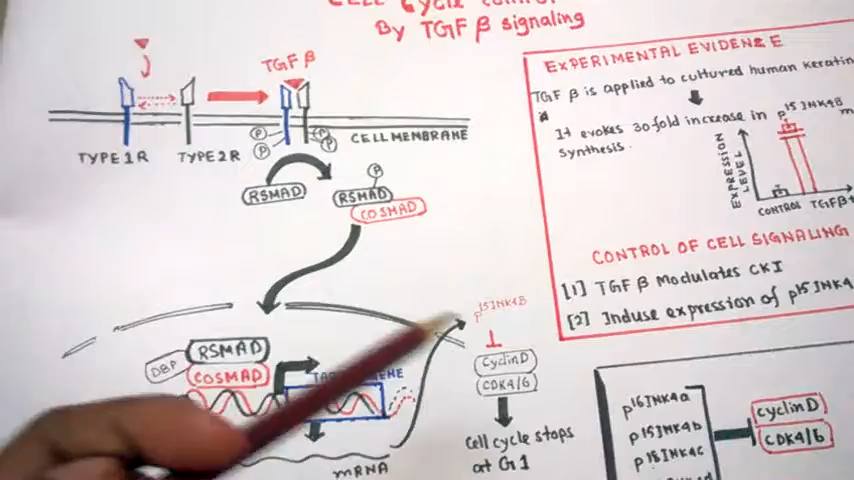 By TGF β signaling
TGF β
TYPE 1R
TYPE 2R
P
P
P
P
CELL MEMBRANE
RSMAD
P
RSMAD
COSMAD
DBP
RSMAD
COSMAD
mRNA
p15INK4B
Cyclin D
CDK4/6
Cell cycle stops
at G1
EXPERIMENTAL EVIDENCE
TGF β is applied to cultured human
It evokes 30 fold increase in p15INK4B
Synthesis.
EXPRESSION
LEVEL
CONTROL TGFβ+
CONTROL OF CELL SIGNALING
[1] TGF β Modulates CKI
[2] Induse expression of p15INK4
p16INK4a
p15INK4b
p18INK4c
cyclin D
CDK4/6